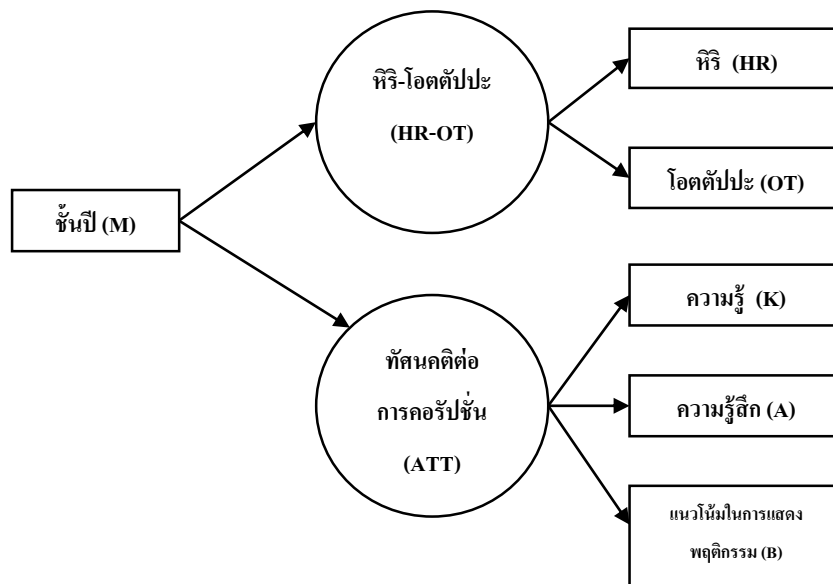 หิริ-โอตตัปปะ
(HR-OT)
หิริ (HR)
โอตตัปปะ (OT)
ชั้นปี (M)
ทัศนคติต่อ
การคอรัปชั่น
(ATT)
ความรู้ (K)
ความรู้สึก (A)
แนวโน้มในการแสดง
พฤติกรรม (B)